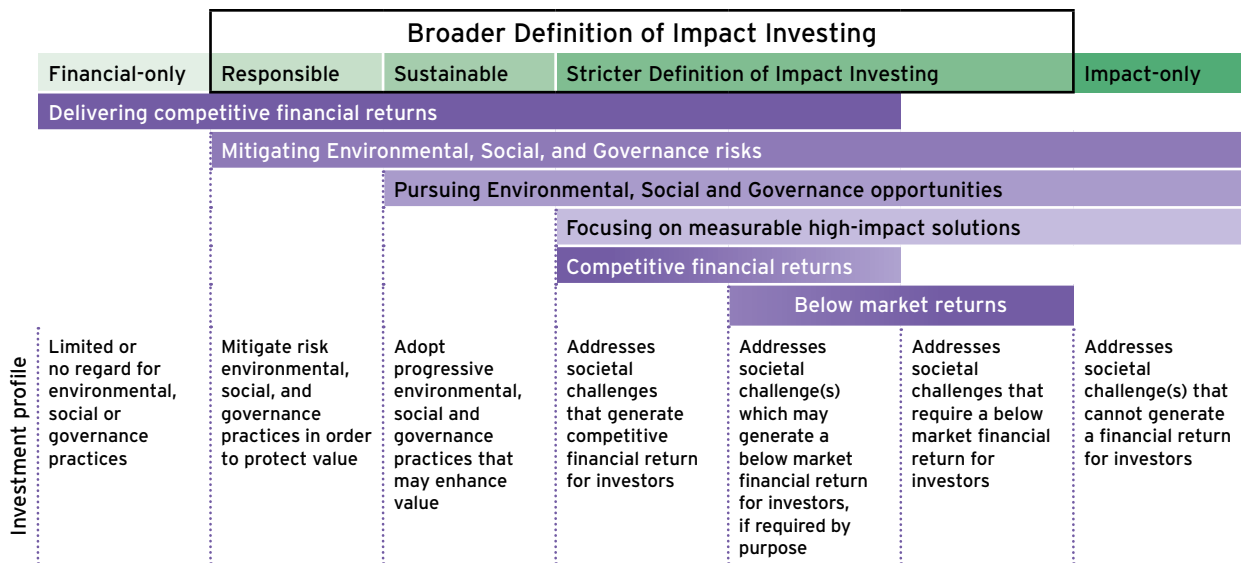 Broader Definition of Impact Investing
Financial-only
Responsible
Sustainable
Stricter Definition of Impact Investing
Impact-only
Delivering competitive financial returns
Mitigating Environmental, Social, and Governance risks
Pursuing Environmental, Social and Governance opportunities
Focusing on measurable high-impact solutions
Competitive financial returns
Below market returns
Investment profile
Limited or
no regard for
environmental,
social or
governance
practices
Mitigate risk
environmental,
social, and
governance
practices in order
to protect value
Adopt
progressive
environmental,
social and
governance
practices that
may enhance
value
Addresses
societal
challenges
that generate
competitive
financial return
for investors
Addresses
societal
challenge(s)
which may
generate a
below market
financial return
for investors,
if required by
purpose
Addresses
societal
challenges that
require a below
market financial
return for
investors
Addresses
societal
challenge(s) that
cannot generate
a financial return
for investors